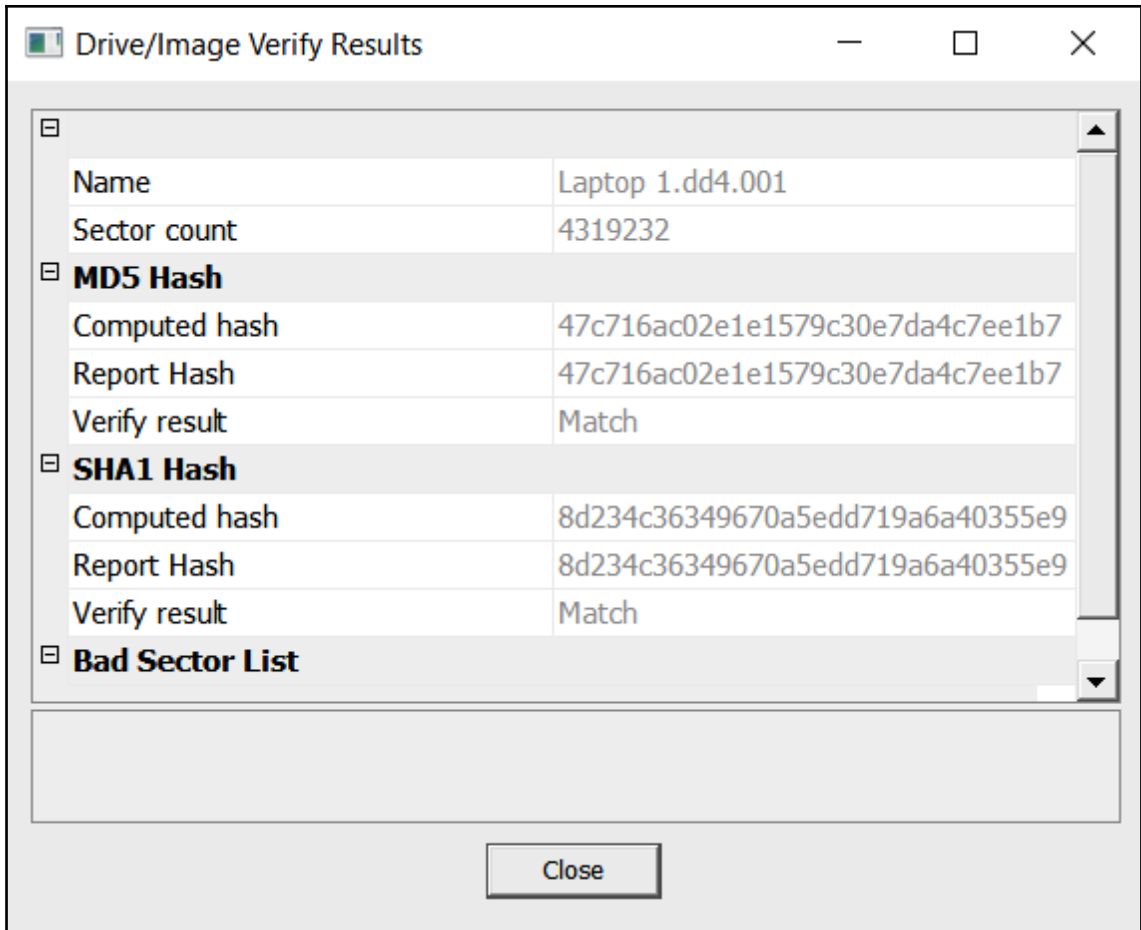 Drive/Image Verify Results
Name Laptop 1.dd4.001
Sector count 4319232
MD5 Hash
Computed hash 47c716ac02e1e1579c30e7da4c7ee1b7
Report Hash 47c716ac02e1e1579c30e7da4c7ee1b7
Verify result Match
SHA1 Hash
Computed hash 8d234c36349670a5edd719a6a40355e9
Report Hash 8d234c36349670a5edd719a6a40355e9
Verify result Match
Bad Sector List
Close